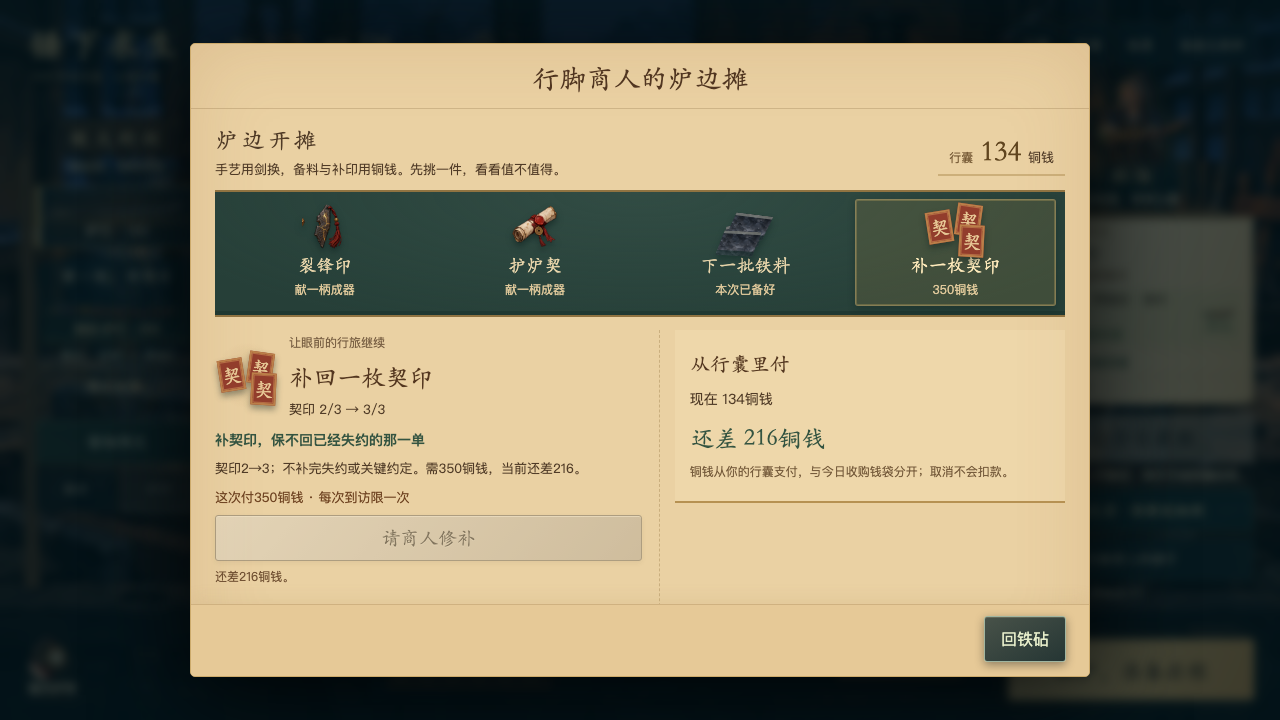 行脚商人的炉边摊
炉边开摊
手艺用剑换，备料与补印用铜钱。先挑一件，看看值不值得。
行囊 134 铜钱
裂锋印
献一柄成器
护炉契
献一柄成器
下一批铁料
本次已备好
契 契 契
补一枚契印
350铜钱
契 契 契
让眼前的行旅继续
补回一枚契印
契印 2/3 → 3/3
补契印，保不回已经失约的那一单
契印2→3；不补完失约或关键约定。需350铜钱，当前还差216。
这次付350铜钱 · 每次到访限一次
请商人修补
还差216铜钱。
从行囊里付
现在 134铜钱
还差 216铜钱
铜钱从你的行囊支付，与今日收购钱袋分开；取消不会扣款。
回铁砧